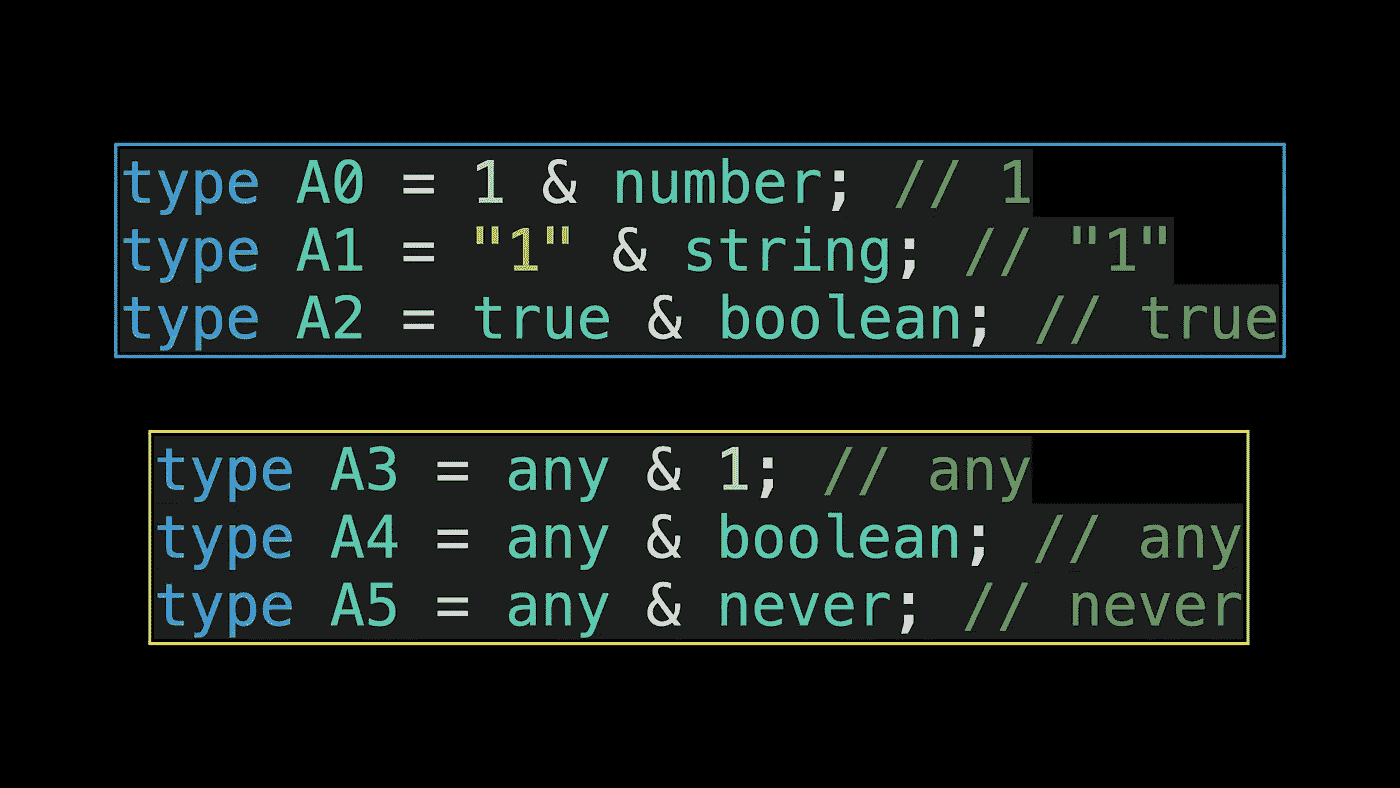 type A0 = 1 & number; // 1
type A1 = "1" & string; // "1"
type A2 = true & boolean; // true
type A3 = any & 1; // any
type A4 = any & boolean; // any
type A5 = any & never; // never